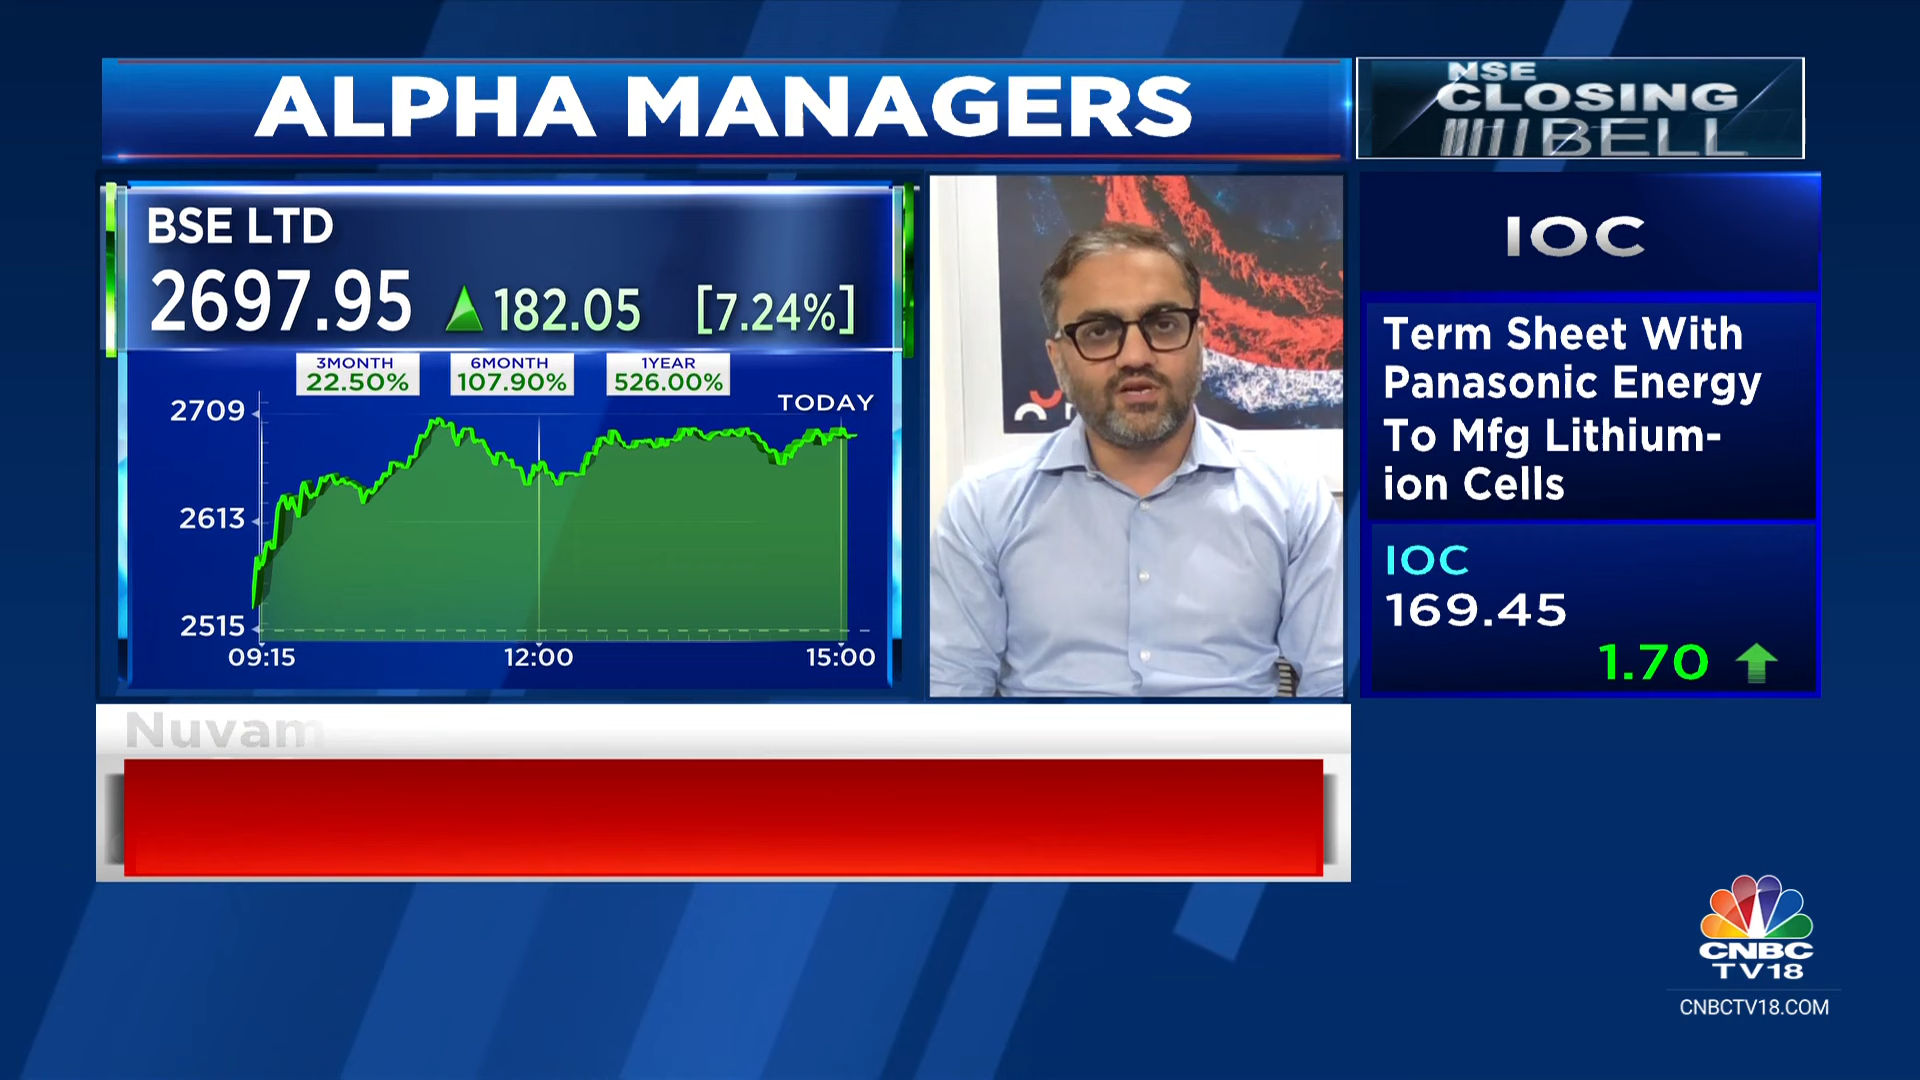 ALPHA MANAGERS
NSE
CLOSING
BELL
BSE LTD
2697.95 ▲ 182.05 [7.24%]
3MONTH
22.50%
6MONTH
107.90%
1YEAR
526.00%
TODAY
2709
2613
2515
09:15 12:00 15:00
IOC
Term Sheet With
Panasonic Energy
To Mfg Lithium-
ion Cells
IOC
169.45
1.70
CNBC
TV18
CNBCTV18.COM